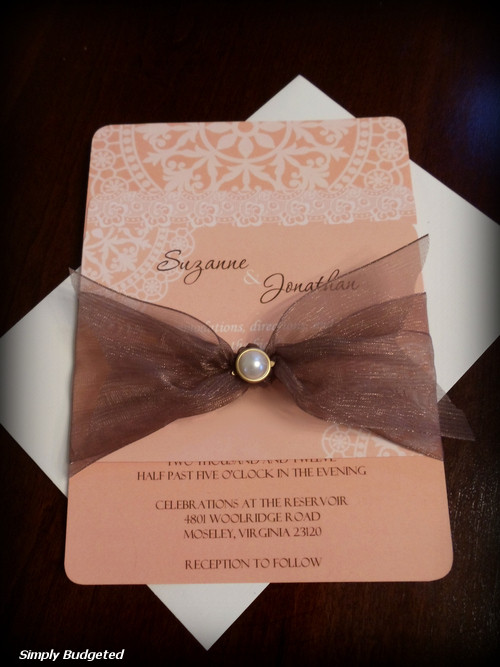 Suzanne
&
Jonathan
TWO THOUSAND AND TWELVE
HALF PAST FIVE O'CLOCK IN THE EVENING
CELEBRATIONS AT THE RESERVOIR
4801 WOOLRIDGE ROAD
MOSELEY, VIRGINIA 23120
RECEPTION TO FOLLOW
Simply Budgeted